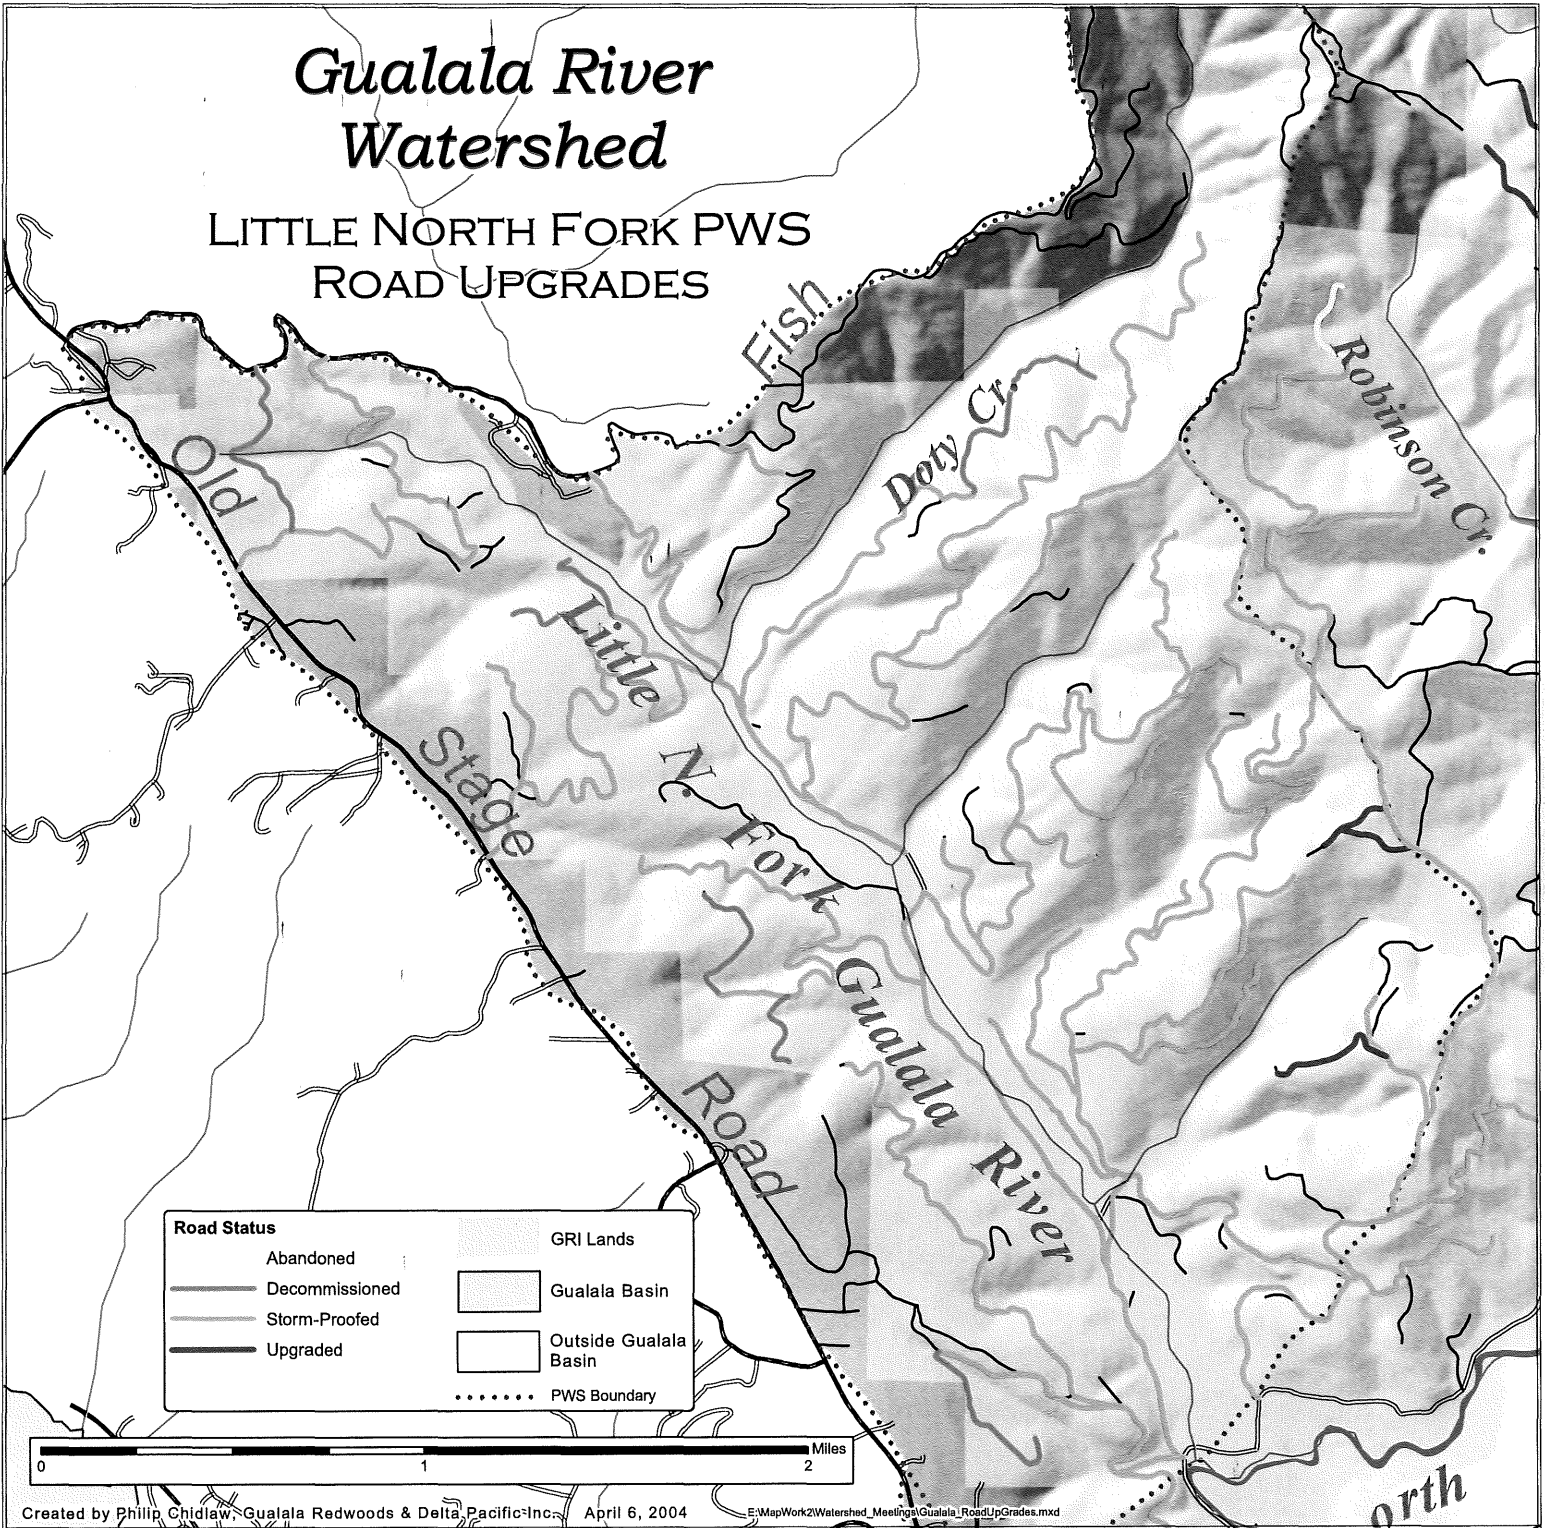 Gualala River
Watershed
LITTLE NORTH FORK PWS
ROAD UPGRADES
Fish
Doty Cr.
Robinson Cr.
Old
Stage
Road
Little
N.
Fork
Gualala
River
orth
Road Status
Abandoned
Decommissioned
Storm-Proofed
Upgraded
GRI Lands
Gualala Basin
Outside Gualala
Basin
PWS Boundary
Miles
0 1 2
Created by Philip Chidlaw, Gualala Redwoods & Delta Pacific Inc. April 6, 2004 E:\MapWork2\Watershed_Meetings\Gualala_RoadUpGrades.mxd